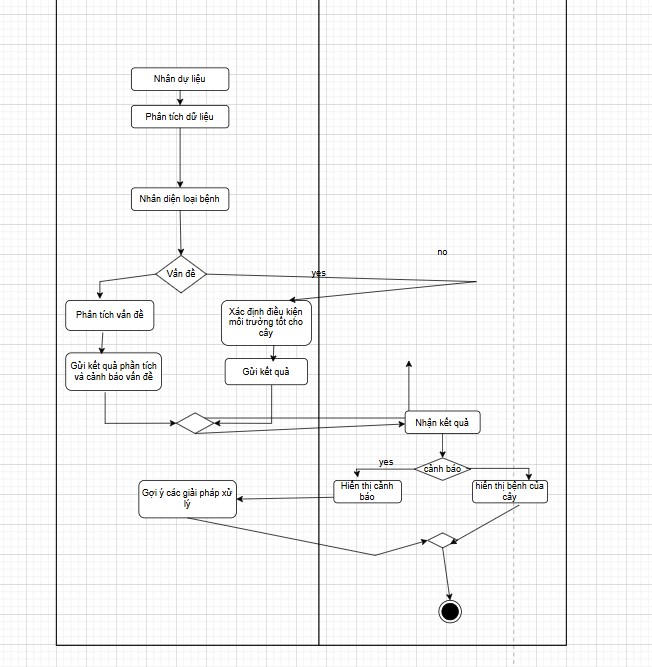 Nhận dự liệu
Phân tích dữ liệu
Nhân diện loại bệnh
no
Vấn đề
yes
Phân tích vấn đề
Xác định điều kiện
môi trường tốt cho
cây
Gửi kết quả phân tích
và cảnh báo vấn đề
Gửi kết quả
Nhận kết quả
yes
cảnh báo
Gợi ý các giải pháp xử
lý
Hiển thị cảnh
báo
hiển thị bệnh của
cây